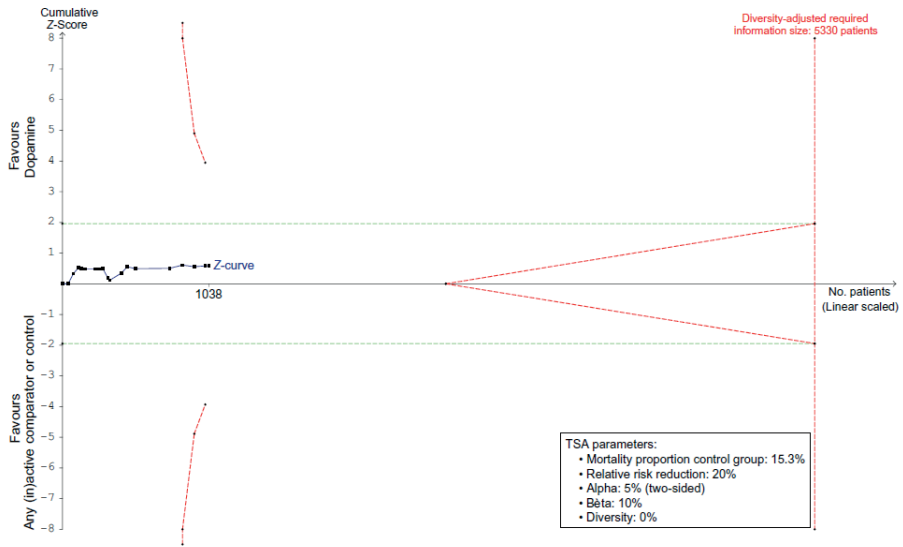 Cumulative
Z-Score
Diversity-adjusted required
information size: 5330 patients
8
7
6
5
4
3
2
1
−1
−2
−3
−4
−5
−6
−7
−8
Favours
Dopamine
Favours
Any (in)active comparator or control
Z-curve
1038
No. patients
(Linear scaled)
TSA parameters:
• Mortality proportion control group: 15.3%
• Relative risk reduction: 20%
• Alpha: 5% (two-sided)
• Bèta: 10%
• Diversity: 0%